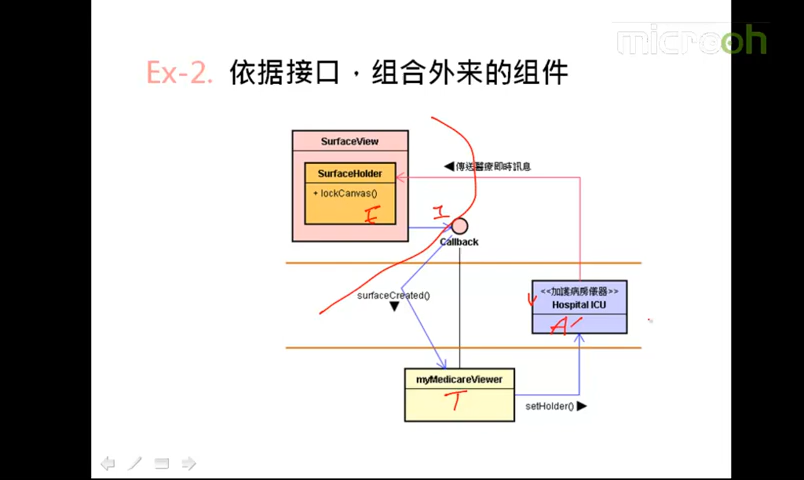 microoh
Ex-2. 依据接口，组合外来的组件
SurfaceView
SurfaceHolder
+ lockCanvas()
E
I
Callback
◀傳送醫療即時訊息
surfaceCreated()
▼
<<加護病房儀器>>
Hospital ICU
A'
myMedicareViewer
T
setHolder() ▶